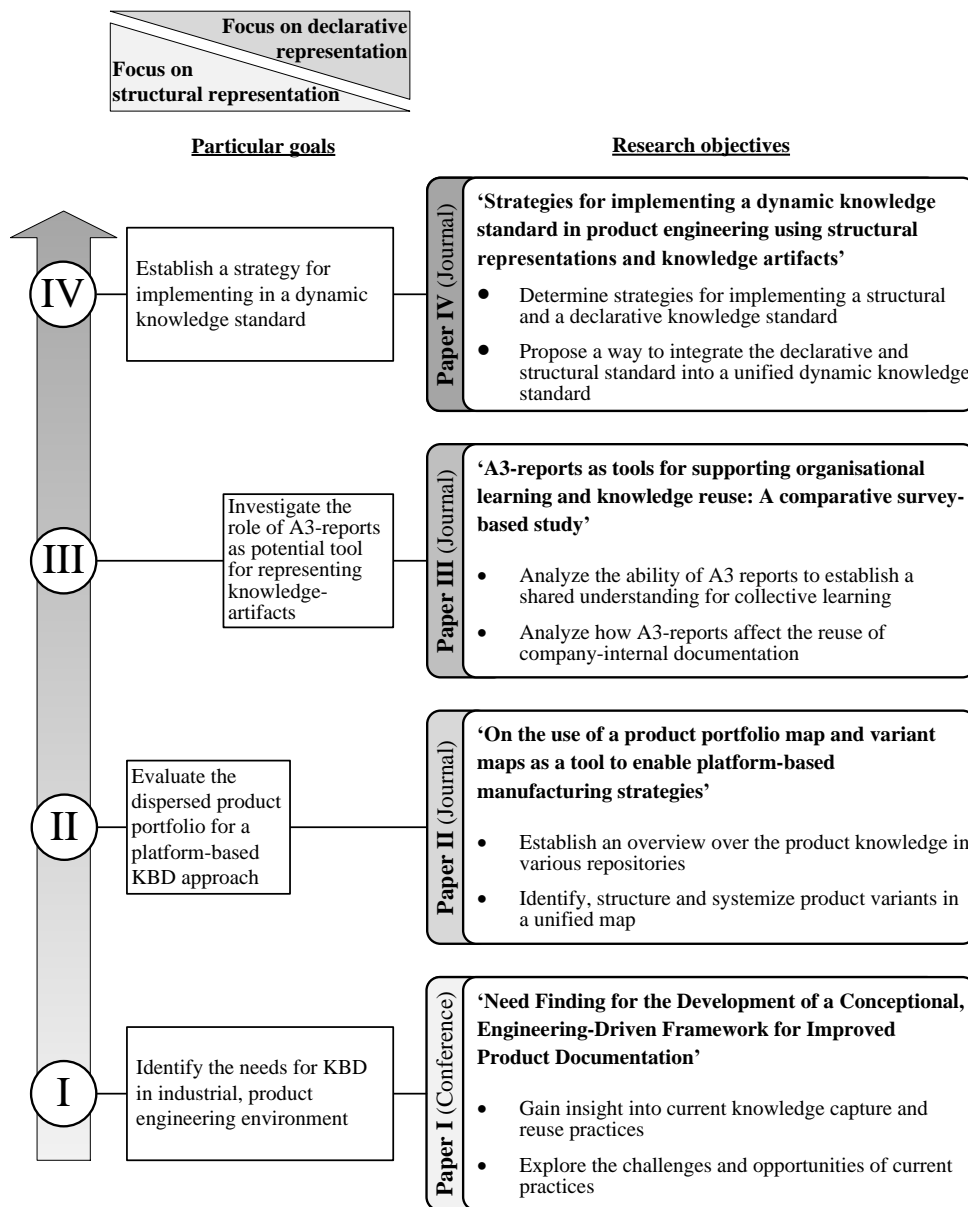 Focus on declarative
representation
Focus on
structural representation
Particular goals
Research objectives
IV
Establish a strategy for
implementing in a dynamic
knowledge standard
Paper IV (Journal)
‘Strategies for implementing a dynamic knowledge
standard in product engineering using structural
representations and knowledge artifacts’
● Determine strategies for implementing a structural
and a declarative knowledge standard
● Propose a way to integrate the declarative and
structural standard into a unified dynamic knowledge
standard
III
Investigate the
role of A3-reports
as potential tool
for representing
knowledge-
artifacts
Paper III (Journal)
‘A3-reports as tools for supporting organisational
learning and knowledge reuse: A comparative survey-
based study’
• Analyze the ability of A3 reports to establish a
shared understanding for collective learning
• Analyze how A3-reports affect the reuse of
company-internal documentation
II
Evaluate the
dispersed product
portfolio for a
platform-based
KBD approach
Paper II (Journal)
‘On the use of a product portfolio map and variant
maps as a tool to enable platform-based
manufacturing strategies’
• Establish an overview over the product knowledge in
various repositories
• Identify, structure and systemize product variants in
a unified map
I
Identify the needs for KBD
in industrial, product
engineering environment
Paper I (Conference)
‘Need Finding for the Development of a Conceptual,
Engineering-Driven Framework for Improved
Product Documentation’
• Gain insight into current knowledge capture and
reuse practices
• Explore the challenges and opportunities of current
practices